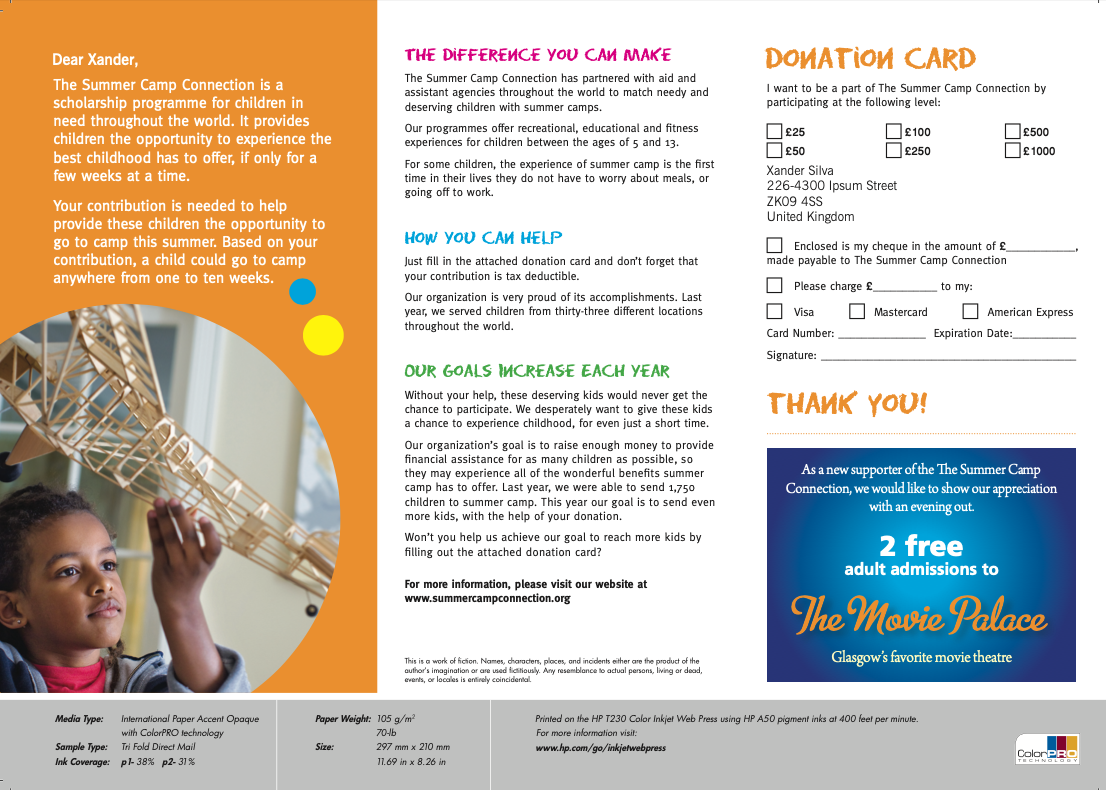 Dear Xander,
The Summer Camp Connection is a
scholarship programme for children in
need throughout the world. It provides
children the opportunity to experience the
best childhood has to offer, if only for a
few weeks at a time.
Your contribution is needed to help
provide these children the opportunity to
go to camp this summer. Based on your
contribution, a child could go to camp
anywhere from one to ten weeks.
THE DIFFERENCE YOU CAN MAKE
The Summer Camp Connection has partnered with aid and
assistant agencies throughout the world to match needy and
deserving children with summer camps.
Our programmes offer recreational, educational and fitness
experiences for children between the ages of 5 and 13.
For some children, the experience of summer camp is the first
time in their lives they do not have to worry about meals, or
going off to work.
HOW YOU CAN HELP
Just fill in the attached donation card and don't forget that
your contribution is tax deductible.
Our organization is very proud of its accomplishments. Last
year, we served children from thirty-three different locations
throughout the world.
OUR GOALS INCREASE EACH YEAR
Without your help, these deserving kids would never get the
chance to participate. We desperately want to give these kids
a chance to experience childhood, for even just a short time.
Our organization's goal is to raise enough money to provide
financial assistance for as many children as possible, so
they may experience all of the wonderful benefits summer
camp has to offer. Last year, we were able to send 1,750
children to summer camp. This year our goal is to send even
more kids, with the help of your donation.
Won't you help us achieve our goal to reach more kids by
filling out the attached donation card?
For more information, please visit our website at
www.summercampconnection.org
This is a work of fiction. Names, characters, places, and incidents either are the product of the
author's imagination or are used fictitiously. Any resemblance to actual persons, living or dead,
events, or locales is entirely coincidental.
DONATION CARD
I want to be a part of The Summer Camp Connection by
participating at the following level:
£25 £100 £500
£50 £250 £1000
Xander Silva
226-4300 Ipsum Street
ZK09 4SS
United Kingdom
Enclosed is my cheque in the amount of £___________,
made payable to The Summer Camp Connection
Please charge £__________ to my:
Visa Mastercard American Express
Card Number: ______________ Expiration Date:__________
Signature: _________________________________________
THANK YOU!
As a new supporter of the The Summer Camp
Connection, we would like to show our appreciation
with an evening out.
2 free
adult admissions to
The Movie Palace
Glasgow's favorite movie theatre
Media Type: International Paper Accent Opaque
with ColorPRO technology
Sample Type: Tri Fold Direct Mail
Ink Coverage: p1- 38% p2- 31%
Paper Weight: 105 g/m²
70-lb
Size: 297 mm x 210 mm
11.69 in x 8.26 in
Printed on the HP T230 Color Inkjet Web Press using HP A50 pigment inks at 400 feet per minute.
For more information visit:
www.hp.com/go/inkjetwebpress
ColorPRO
TECHNOLOGY